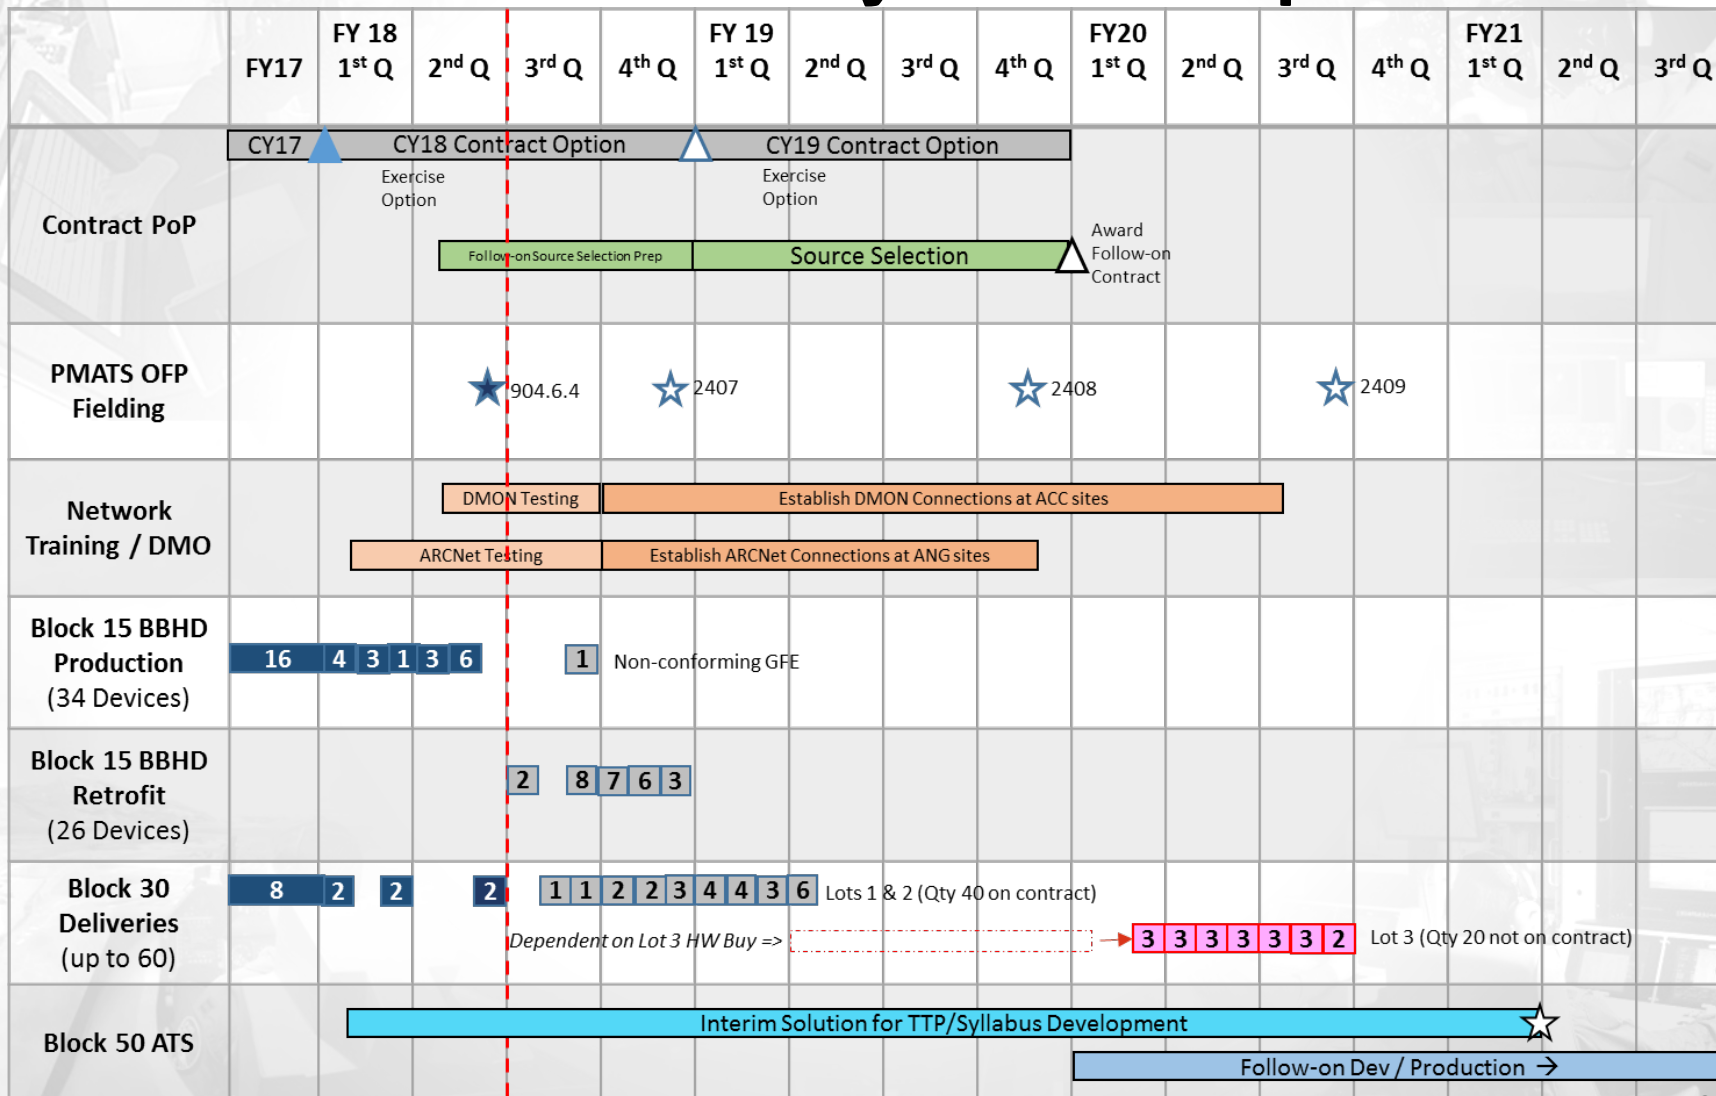 FY17
FY 18
1st Q
2nd Q
3rd Q
4th Q
FY 19
1st Q
2nd Q
3rd Q
4th Q
FY20
1st Q
2nd Q
3rd Q
4th Q
FY21
1st Q
2nd Q
3rd Q
Contract PoP
CY17
CY18 Contract Option
CY19 Contract Option
Exercise
Option
Exercise
Option
Follow-on Source Selection Prep
Source Selection
Award
Follow-on
Contract
PMATS OFP
Fielding
904.6.4
2407
2408
2409
Network
Training / DMO
DMON Testing
Establish DMON Connections at ACC sites
ARCNet Testing
Establish ARCNet Connections at ANG sites
Block 15 BBHD
Production
(34 Devices)
16 4 3 1 3 6
1
Non-conforming GFE
Block 15 BBHD
Retrofit
(26 Devices)
2 8 7 6 3
Block 30
Deliveries
(up to 60)
8 2 2 2 1 1 2 2 3 4 4 3 6
Lots 1 & 2 (Qty 40 on contract)
Dependent on Lot 3 HW Buy =>
3 3 3 3 3 3 2
Lot 3 (Qty 20 not on contract)
Block 50 ATS
Interim Solution for TTP/Syllabus Development
Follow-on Dev / Production →